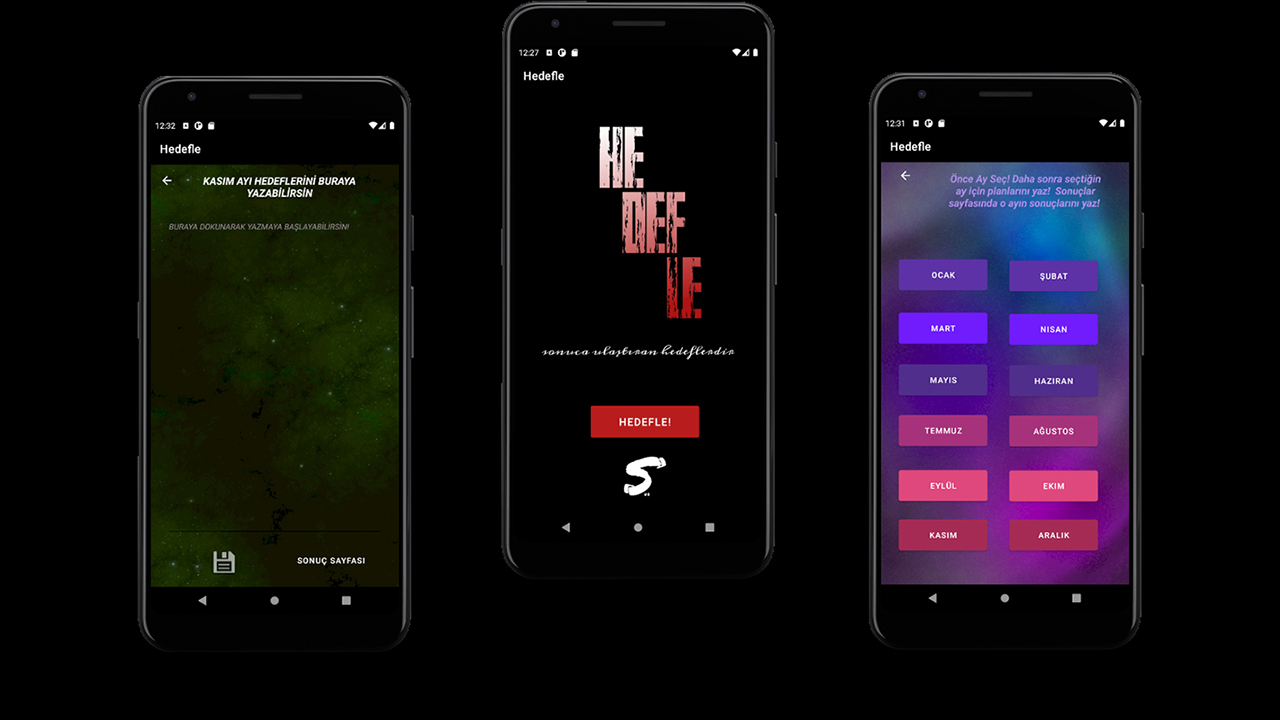 12:32
Hedefle
KASIM AYI HEDEFLERİNİ BURAYA
YAZABİLİRSİN
BURAYA DOKUNARAK YAZMAYA BAŞLAYABİLİRSİN!
SONUÇ SAYFASI
12:27
Hedefle
HE
DEF
LE
sonuca ulaştıran hedeflerdir
HEDEFLE!
S
12:31
Hedefle
Önce Ay Seç! Daha sonra seçtiğin
ay için planlarını yaz! Sonuçlar
sayfasında o ayın sonuçlarını yaz!
OCAK ŞUBAT
MART NISAN
MAYIS HAZIRAN
TEMMUZ AĞUSTOS
EYLÜL EKIM
KASIM ARALIK